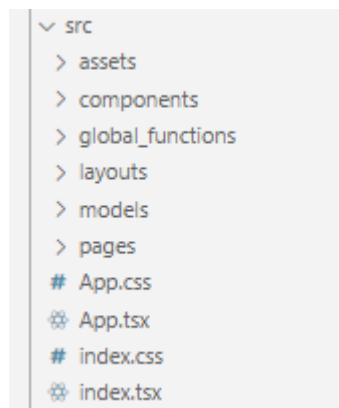 src
assets
components
global_functions
layouts
models
pages
# App.css
App.tsx
# index.css
index.tsx